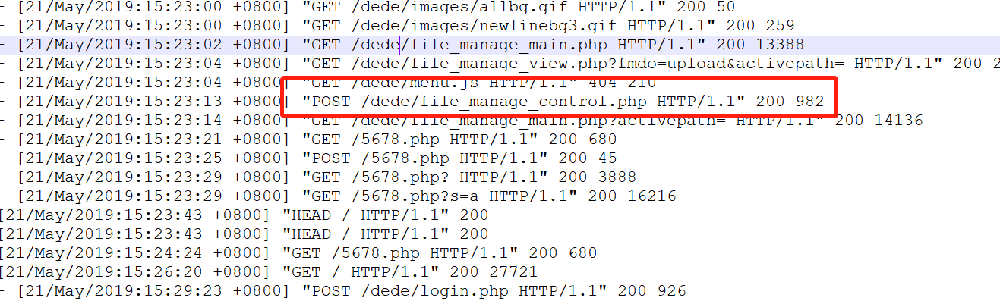 - [21/May/2019:15:23:00 +0800] "GET /dede/images/allbg.gif HTTP/1.1" 200 50
- [21/May/2019:15:23:00 +0800] "GET /dede/images/newlinebg3.gif HTTP/1.1" 200 259
- [21/May/2019:15:23:02 +0800] "GET /dede/file_manage_main.php HTTP/1.1" 200 13388
- [21/May/2019:15:23:04 +0800] "GET /dede/file_manage_view.php?fmdo=upload&activepath= HTTP/1.1" 200 2
- [21/May/2019:15:23:04 +0800] "GET /dede/menu.js HTTP/1.1" 404 210
- [21/May/2019:15:23:13 +0800] "POST /dede/file_manage_control.php HTTP/1.1" 200 982
- [21/May/2019:15:23:14 +0800] "GET /dede/file_manage_main.php?activepath= HTTP/1.1" 200 14136
- [21/May/2019:15:23:21 +0800] "GET /5678.php HTTP/1.1" 200 680
- [21/May/2019:15:23:25 +0800] "POST /5678.php HTTP/1.1" 200 45
- [21/May/2019:15:23:29 +0800] "GET /5678.php? HTTP/1.1" 200 3888
- [21/May/2019:15:23:29 +0800] "GET /5678.php?s=a HTTP/1.1" 200 16216
[21/May/2019:15:23:43 +0800] "HEAD / HTTP/1.1" 200 -
[21/May/2019:15:23:43 +0800] "HEAD / HTTP/1.1" 200 -
[21/May/2019:15:24:24 +0800] "GET /5678.php HTTP/1.1" 200 680
[21/May/2019:15:26:20 +0800] "GET / HTTP/1.1" 200 27721
- [21/May/2019:15:29:23 +0800] "POST /dede/login.php HTTP/1.1" 200 926